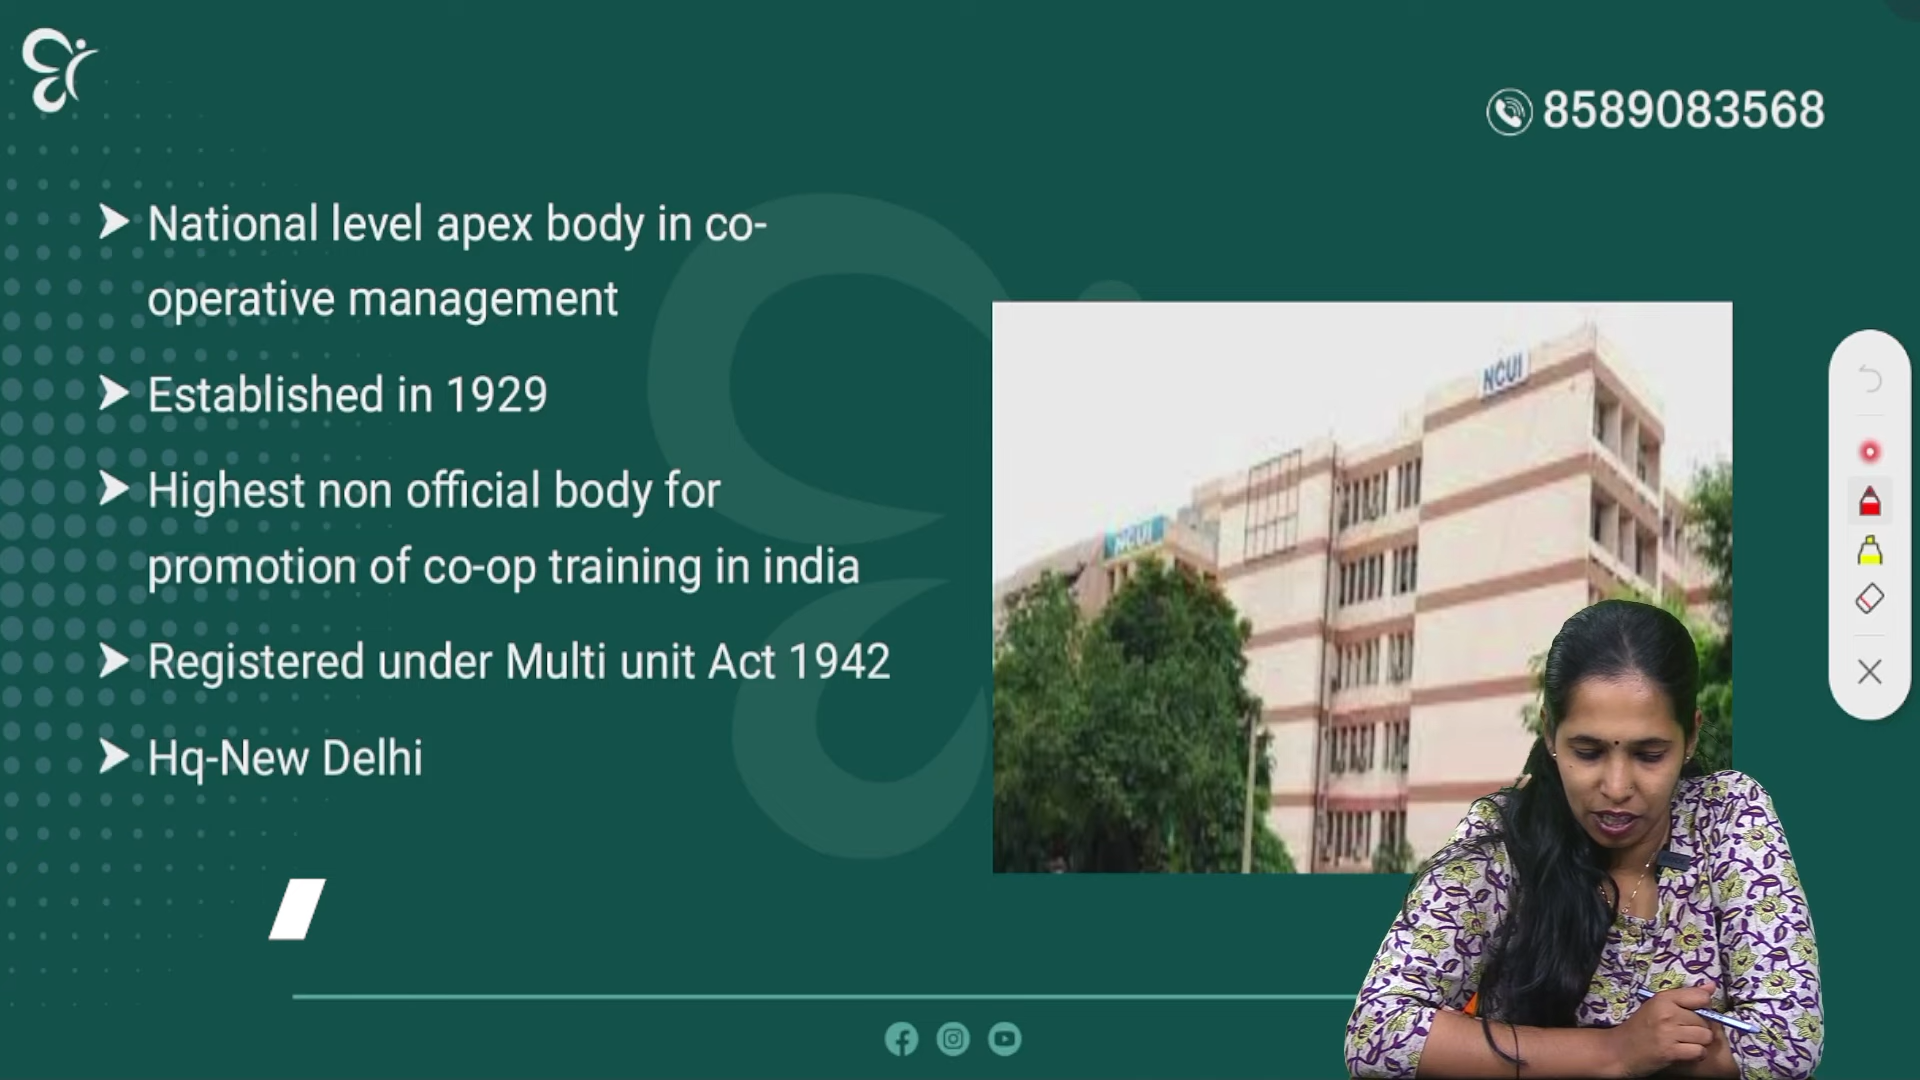 8589083568
➤ National level apex body in co-
operative management
➤ Established in 1929
➤ Highest non official body for
promotion of co-op training in india
➤ Registered under Multi unit Act 1942
➤ Hq-New Delhi
NCUI
NCUI